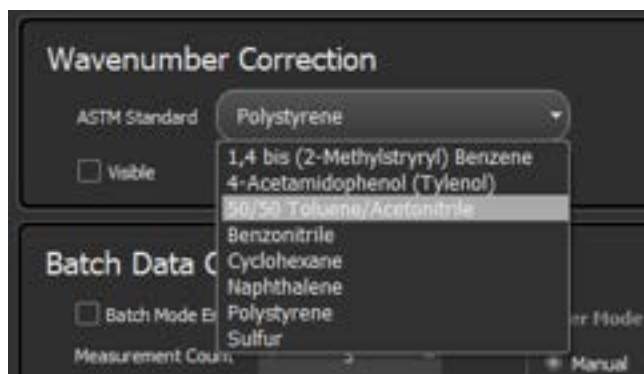 Wavenumber Correction
ASTM Standard Polystyrene
1,4 bis (2-Methylstryryl) Benzene
Visible
4-Acetamidophenol (Tylenol)
50/50 Toluene/Acetonitrile
Benzonitrile
Batch Data C
Cyclohexane
Naphthalene
Batch Mode E
Polystyrene
er Mode
Sulfur
Measurement Count
Manual